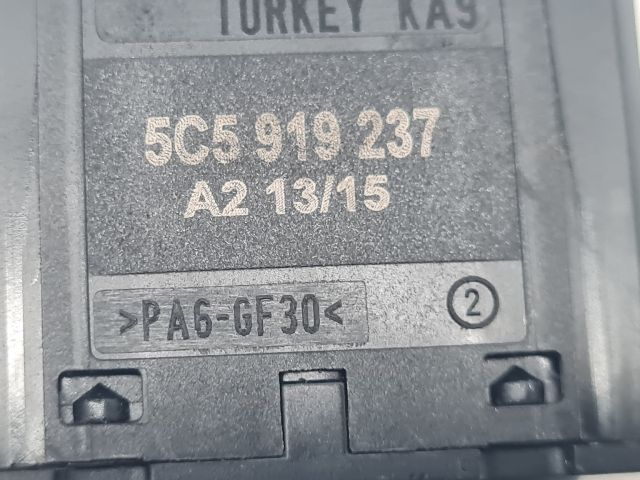 TURKEY KA9
5C5 919 237
A2 13/15
>PA6-GF30<
2